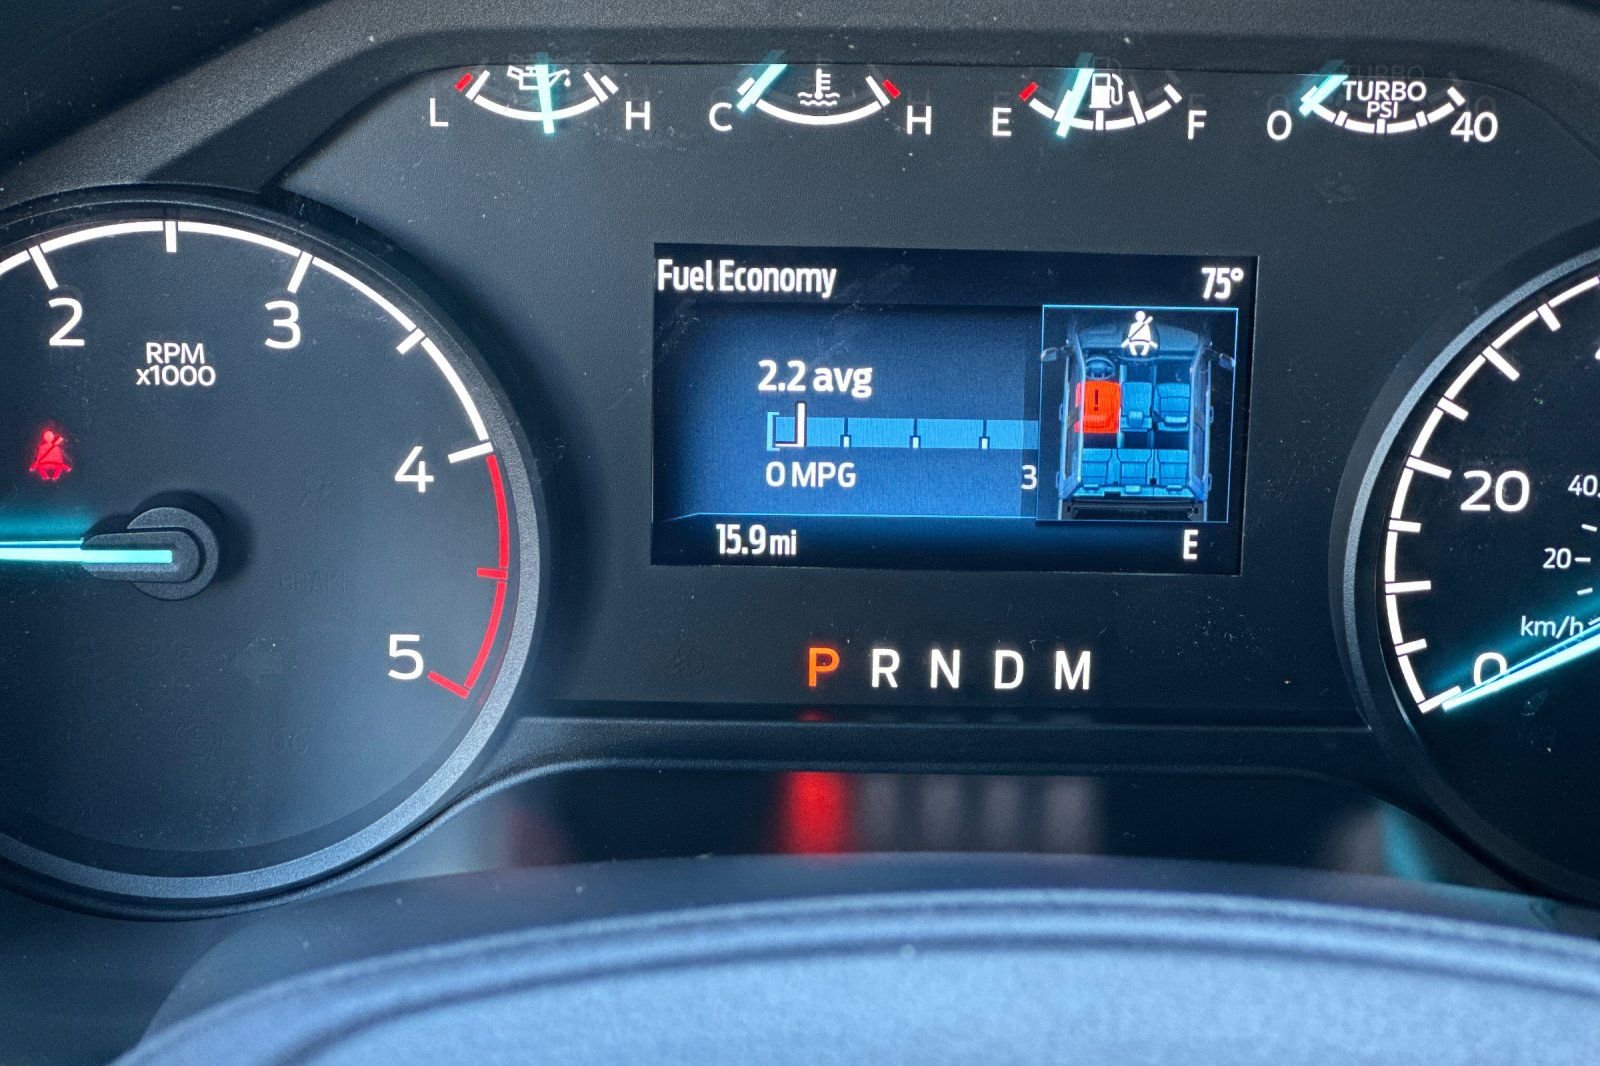 L H
C H
E F
0 TURBO PSI 40
2
3
RPM
x1000
4
5
Fuel Economy 75°
2.2 avg
0 MPG 3
15.9 mi E
P R N D M
20
40
20
km/h
0